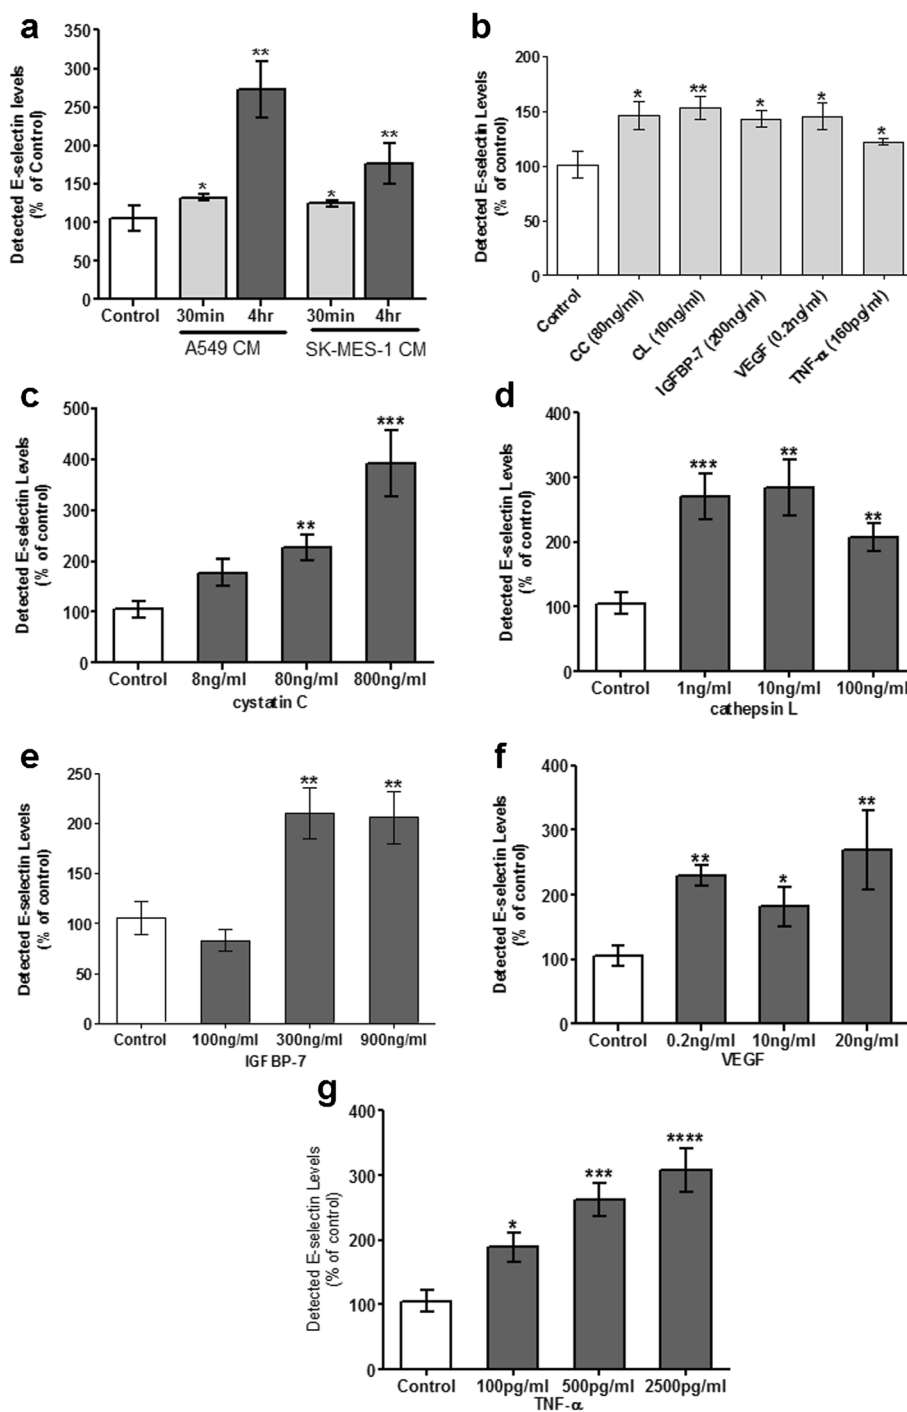 a
Detected E-selectin levels
(% of Control)
350
300
250
200
150
100
50
0
*
**
*
**
Control
30min
4hr
30min
4hr
A549 CM
SK-MES-1 CM
b
Detected E-selectin Levels
(% of control)
200
150
100
50
0
*
**
*
*
*
Control
CC (80ng/ml)
CL (10ng/ml)
IGFBP-7 (200ng/ml)
VEGF (0.2ng/ml)
TNF-α (160pg/ml)
c
Detected E-selectin Levels
(% of control)
500
400
300
200
100
0
**
***
Control
8ng/ml
80ng/ml
800ng/ml
cystatin C
d
Detected E-selectin Levels
(% of control)
400
300
200
100
0
***
**
**
Control
1ng/ml
10ng/ml
100ng/ml
cathepsin L
e
Detected E-selectin Levels
(% of control)
250
200
150
100
50
0
**
**
Control
100ng/ml
300ng/ml
900ng/ml
IGFBP-7
f
Detected E-selectin Levels
(% of control)
400
300
200
100
0
**
*
**
Control
0.2ng/ml
10ng/ml
20ng/ml
VEGF
g
Detected E-selectin Levels
(% of control)
400
300
200
100
0
*
***
****
Control
100pg/ml
500pg/ml
2500pg/ml
TNF-α